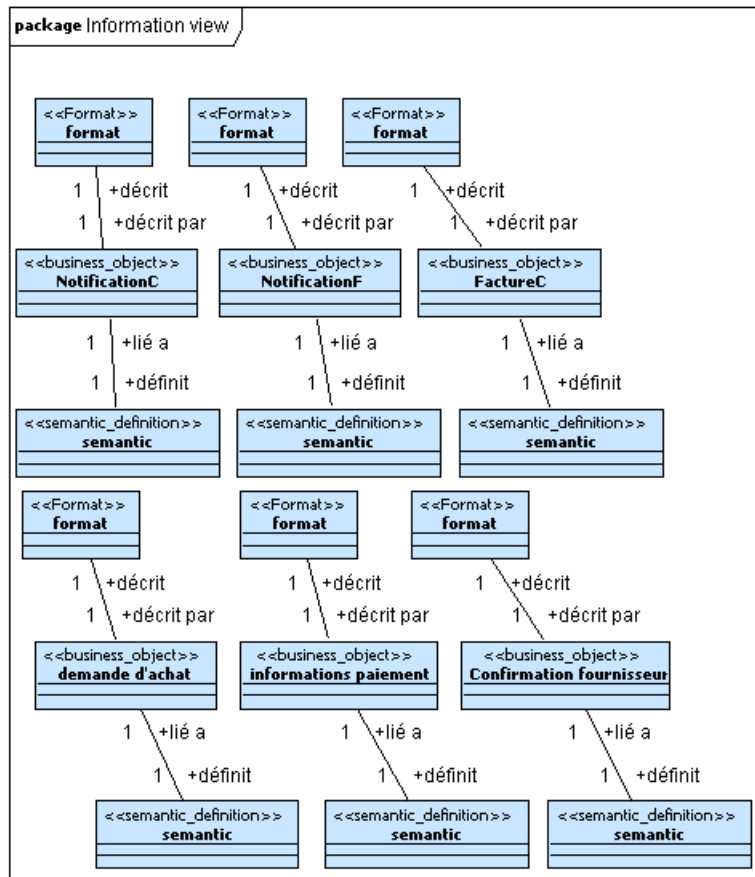 package Information view
<<Format>> <<Format>> <<Format>>
format format format
1 +décrit 1 +décrit 1 +décrit
1 +décrit par 1 +décrit par 1 +décrit par
<<business_object>> <<business_object>> <<business_object>>
NotificationC NotificationF FactureC
1 +lié a 1 +lié a 1 +lié a
1 +définit 1 +définit 1 +définit
<<semantic_definition>> <<semantic_definition>> <<semantic_definition>>
semantic semantic semantic
<<Format>> <<Format>> <<Format>>
format format format
1 +décrit 1 +décrit 1 +décrit
1 +décrit par 1 +décrit par 1 +décrit par
<<business_object>> <<business_object>> <<business_object>>
demande d'achat informations paiement Confirmation fournisseur
1 +lié a 1 +lié a 1 +lié a
1 +définit 1 +définit 1 +définit
<<semantic_definition>> <<semantic_definition>> <<semantic_definition>>
semantic semantic semantic